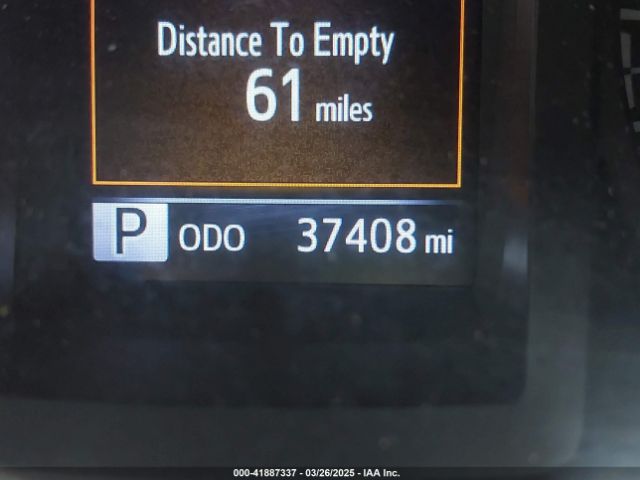 Distance To Empty
61 miles
P ODO 37408 mi
000-41887337 - 03/26/2025 - IAA Inc.